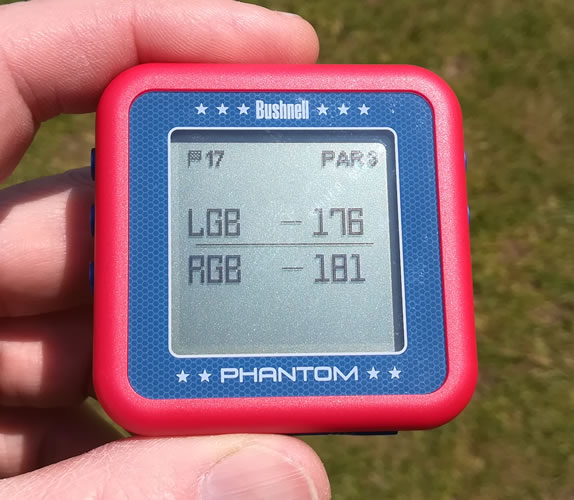 Bushnell
17 PAR 3
LGB - 176
RGB - 181
PHANTOM